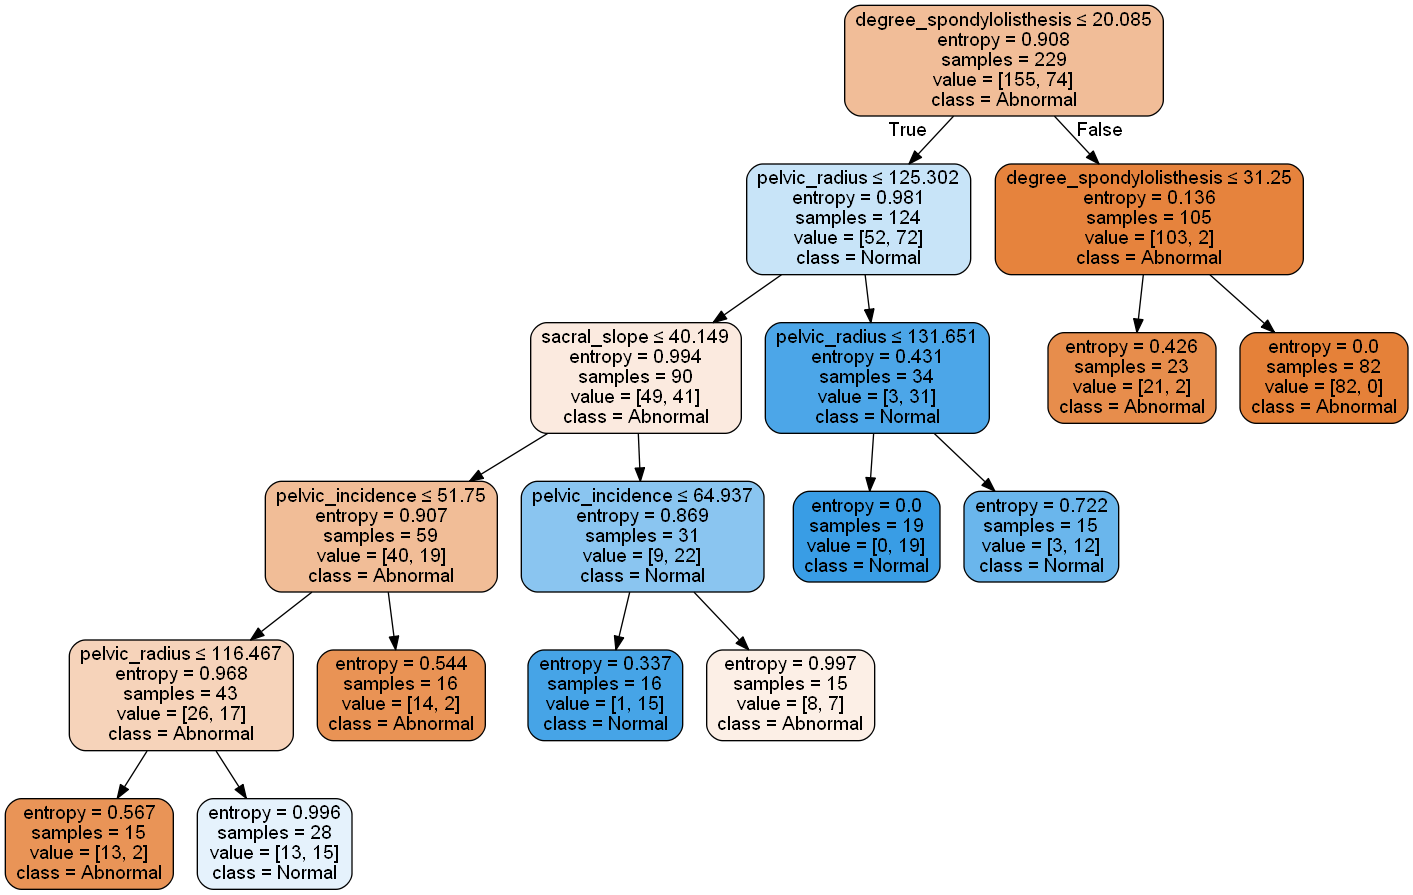 degree_spondylolisthesis ≤ 20.085
entropy = 0.908
samples = 229
value = [155, 74]
class = Abnormal
True
False
pelvic_radius ≤ 125.302
entropy = 0.981
samples = 124
value = [52, 72]
class = Normal
degree_spondylolisthesis ≤ 31.25
entropy = 0.136
samples = 105
value = [103, 2]
class = Abnormal
sacral_slope ≤ 40.149
entropy = 0.994
samples = 90
value = [49, 41]
class = Abnormal
pelvic_radius ≤ 131.651
entropy = 0.431
samples = 34
value = [3, 31]
class = Normal
entropy = 0.426
samples = 23
value = [21, 2]
class = Abnormal
entropy = 0.0
samples = 82
value = [82, 0]
class = Abnormal
pelvic_incidence ≤ 51.75
entropy = 0.907
samples = 59
value = [40, 19]
class = Abnormal
pelvic_incidence ≤ 64.937
entropy = 0.869
samples = 31
value = [9, 22]
class = Normal
entropy = 0.0
samples = 19
value = [0, 19]
class = Normal
entropy = 0.722
samples = 15
value = [3, 12]
class = Normal
pelvic_radius ≤ 116.467
entropy = 0.968
samples = 43
value = [26, 17]
class = Abnormal
entropy = 0.544
samples = 16
value = [14, 2]
class = Abnormal
entropy = 0.337
samples = 16
value = [1, 15]
class = Normal
entropy = 0.997
samples = 15
value = [8, 7]
class = Abnormal
entropy = 0.567
samples = 15
value = [13, 2]
class = Abnormal
entropy = 0.996
samples = 28
value = [13, 15]
class = Normal